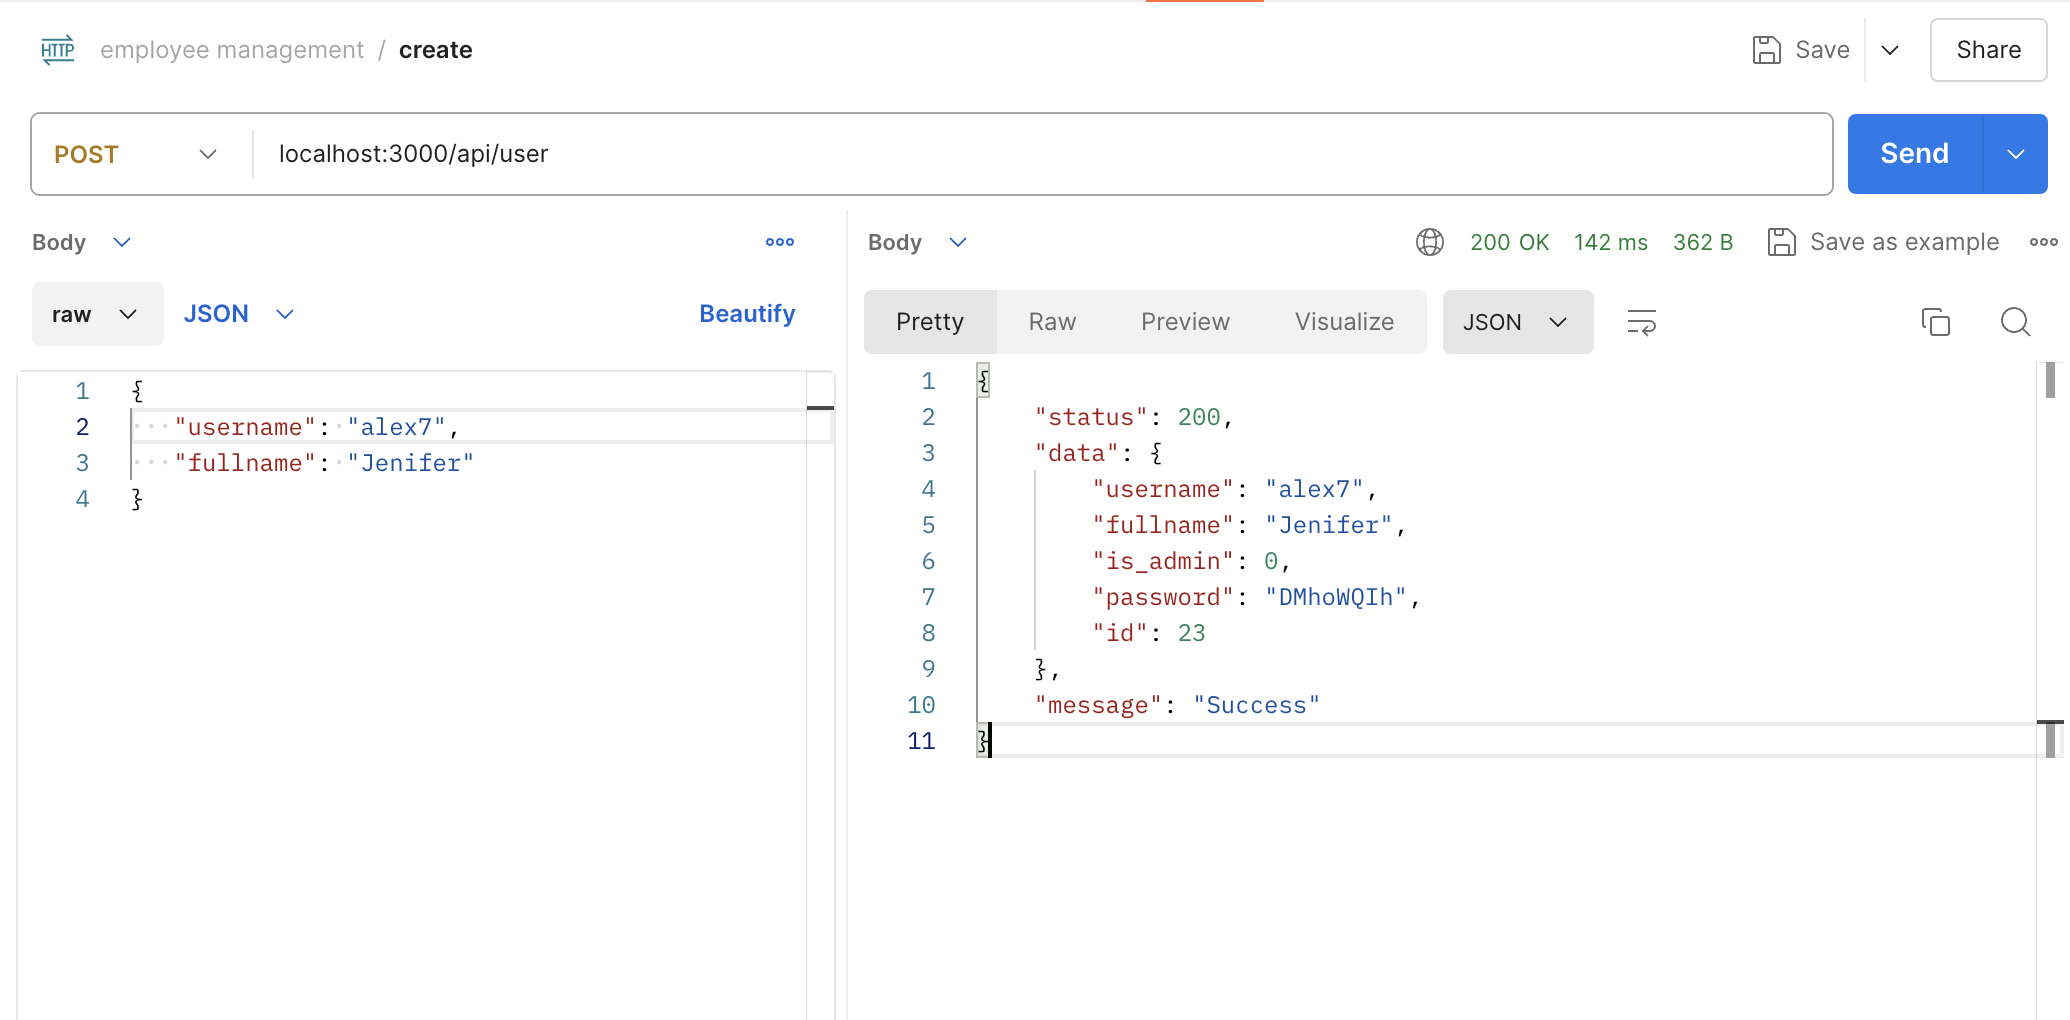 HTTP employee management / create
Save
Share
POST localhost:3000/api/user
Send
Body
raw JSON Beautify
1 {
2 "username": "alex7",
3 "fullname": "Jenifer"
4 }
Body
200 OK 142 ms 362 B Save as example
Pretty Raw Preview Visualize JSON
1 {
2 "status": 200,
3 "data": {
4 "username": "alex7",
5 "fullname": "Jenifer",
6 "is_admin": 0,
7 "password": "DMhoWQIh",
8 "id": 23
9 },
10 "message": "Success"
11 }